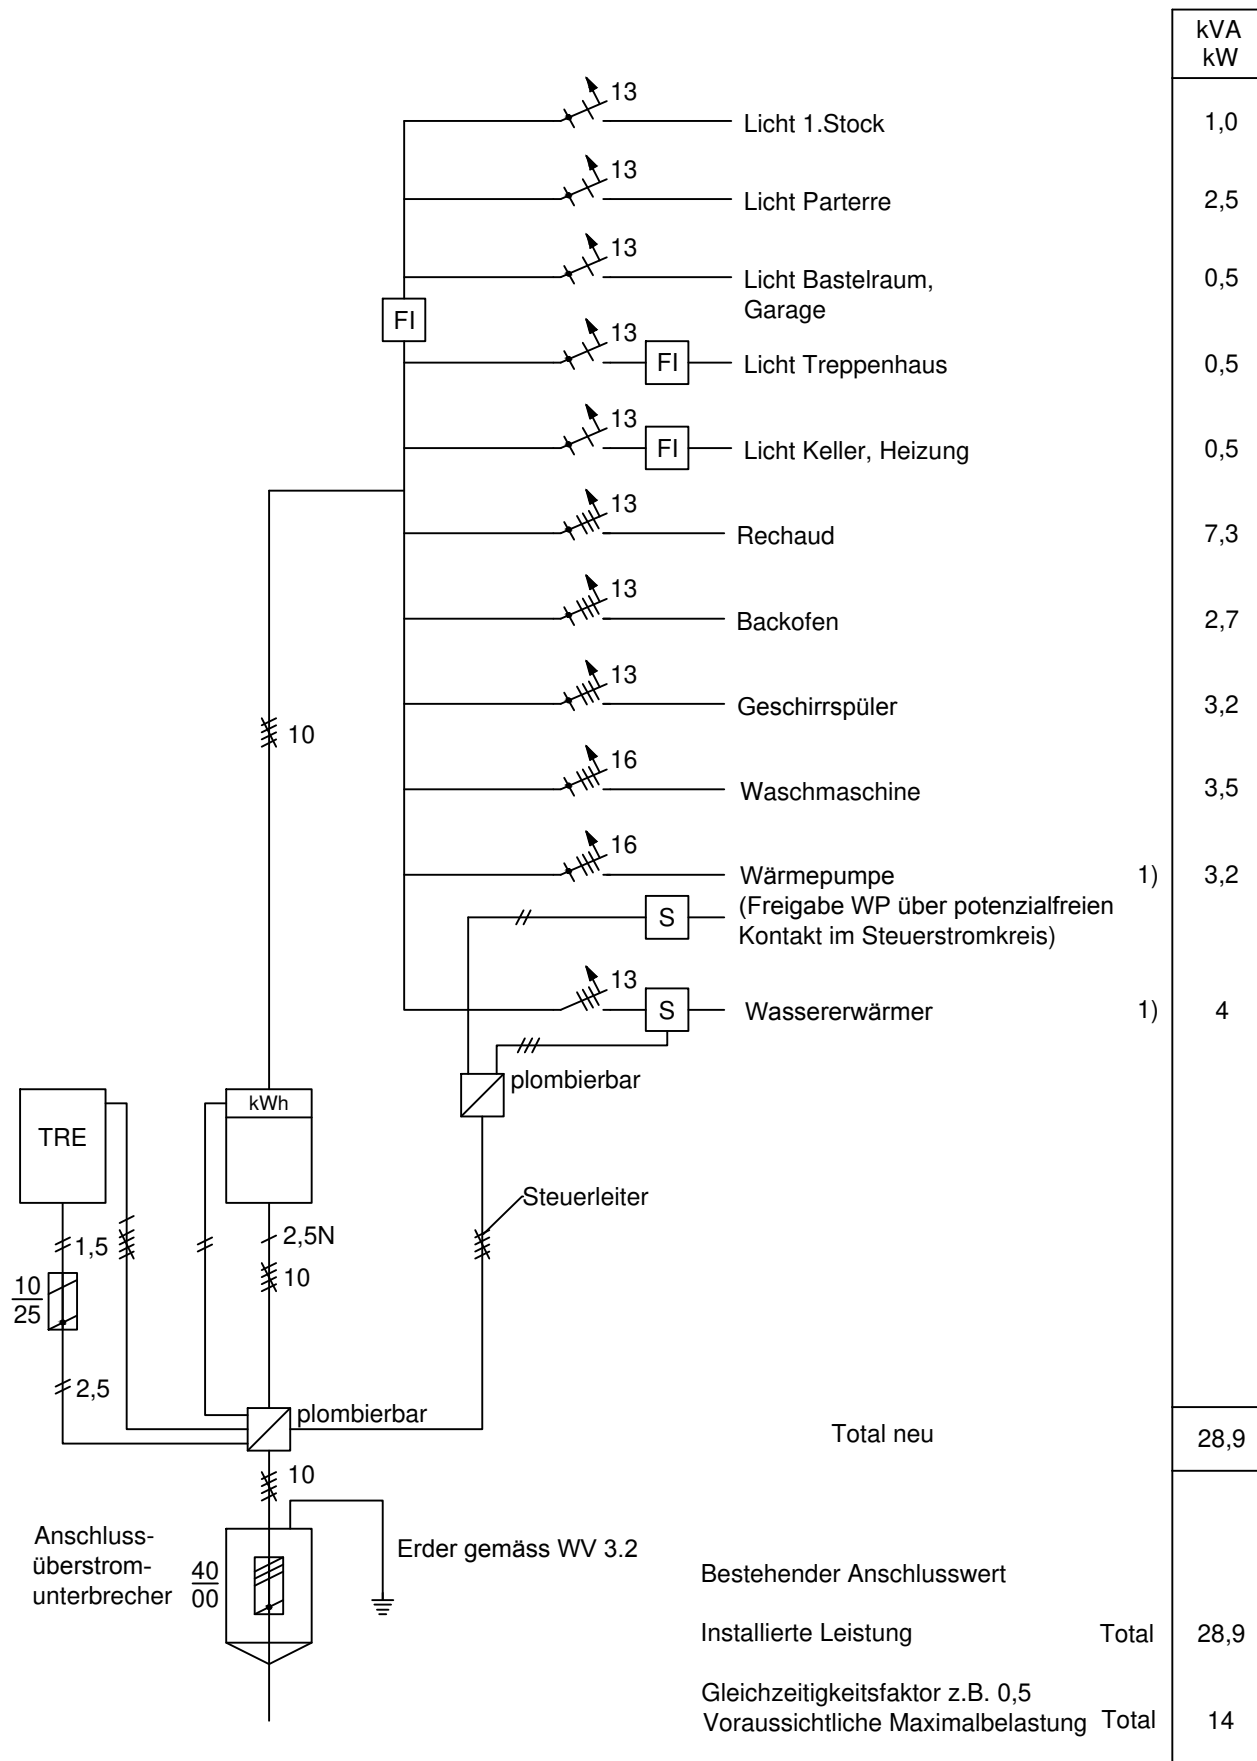 kVA
kW
13
Licht 1.Stock
1,0
13
Licht Parterre
2,5
13
Licht Bastelraum,
Garage
0,5
FI
13
FI
Licht Treppenhaus
0,5
13
FI
Licht Keller, Heizung
0,5
13
Rechaud
7,3
13
Backofen
2,7
13
Geschirrspüler
3,2
10
16
Waschmaschine
3,5
16
Wärmepumpe
1)
3,2
S
(Freigabe WP über potenzialfreien
Kontakt im Steuerstromkreis)
13
S
Wassererwärmer
1)
4
plombierbar
TRE
kWh
Steuerleiter
1,5
2,5N
10
10
25
2,5
plombierbar
Total neu
28,9
10
Anschluss-
überstrom-
unterbrecher
40
00
Erder gemäss WV 3.2
Bestehender Anschlusswert
Installierte Leistung
Total
28,9
Gleichzeitigkeitsfaktor z.B. 0,5
Voraussichtliche Maximalbelastung
Total
14